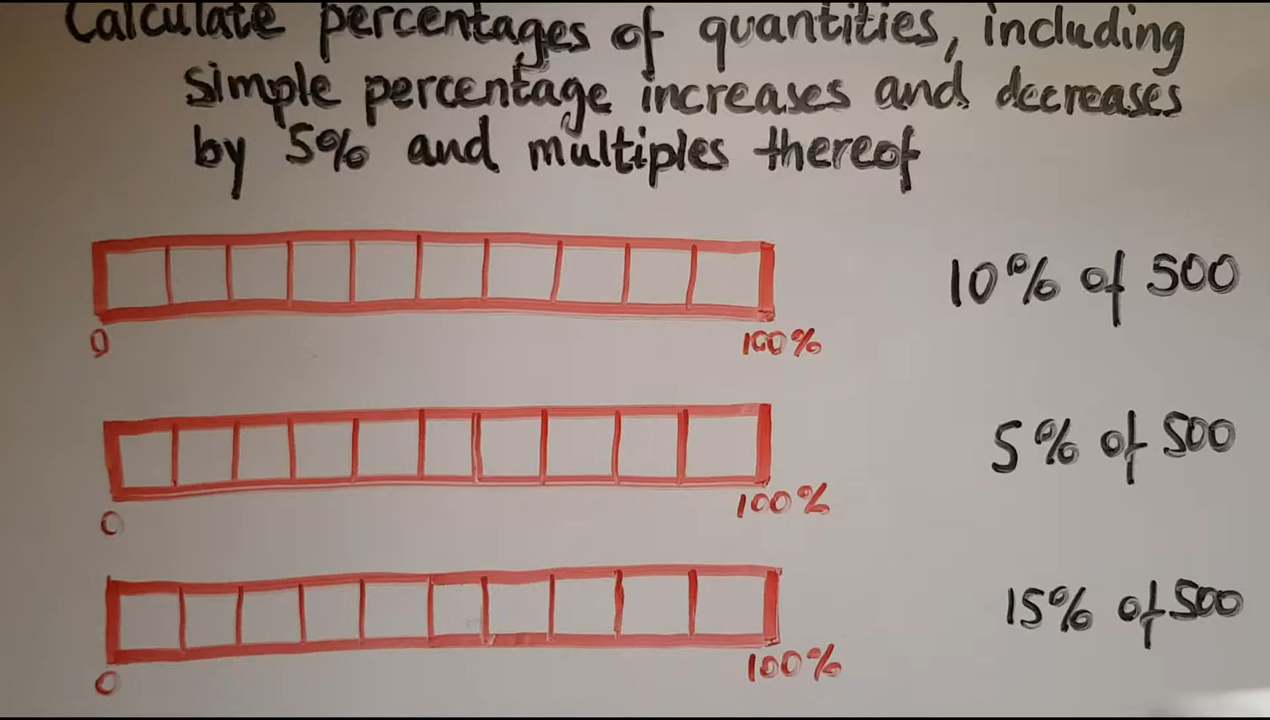 Calculate percentages of quantities, including
simple percentage increases and decreases
by 5% and multiples thereof
10% of 500
0 100%
5% of 500
0 100%
15% of 500
0 100%